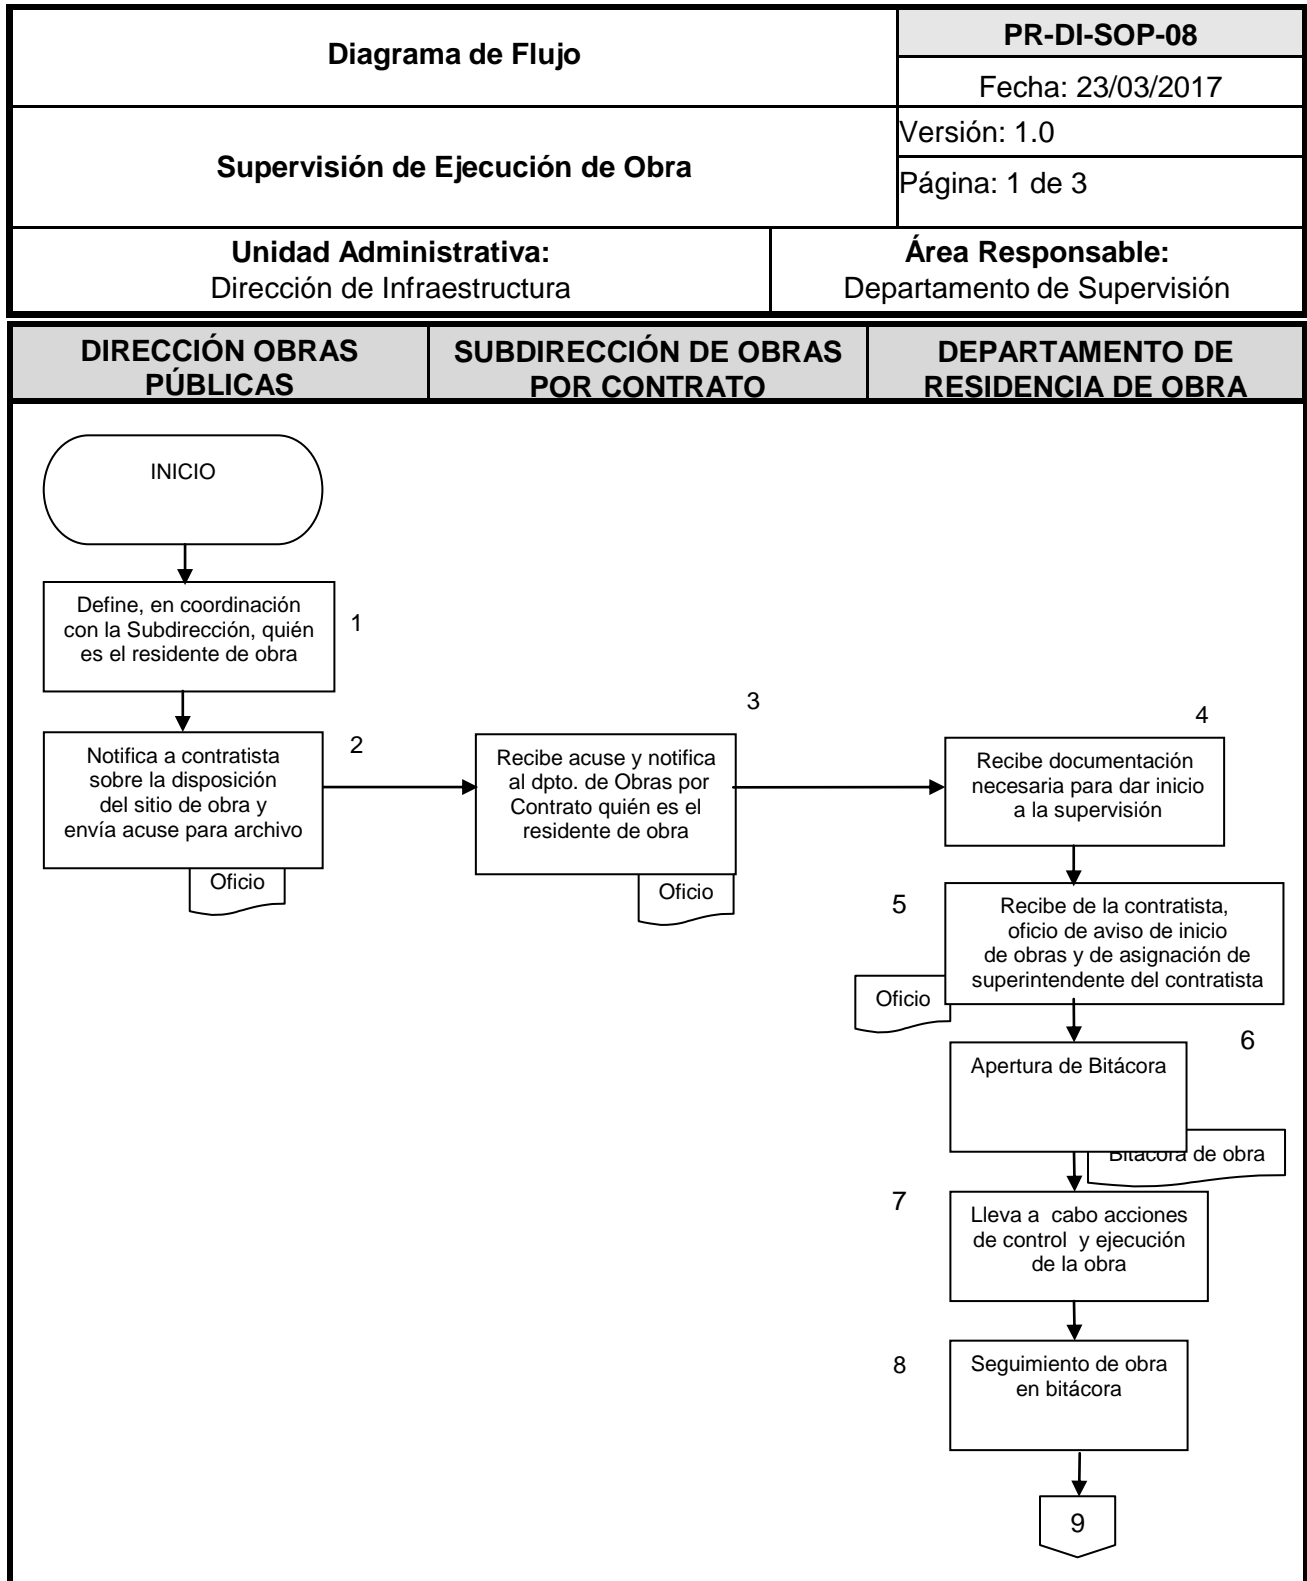 Diagrama de Flujo
PR-DI-SOP-08
Fecha: 23/03/2017
Supervisión de Ejecución de Obra
Versión: 1.0
Página: 1 de 3
Unidad Administrativa:
Dirección de Infraestructura
Área Responsable:
Departamento de Supervisión
DIRECCIÓN OBRAS
PÚBLICAS
SUBDIRECCIÓN DE OBRAS
POR CONTRATO
DEPARTAMENTO DE
RESIDENCIA DE OBRA
INICIO
Define, en coordinación
con la Subdirección, quién
es el residente de obra
1
Notifica a contratista
sobre la disposición
del sitio de obra y
envía acuse para archivo
2
Oficio
3
Recibe acuse y notifica
al dpto. de Obras por
Contrato quién es el
residente de obra
Oficio
4
Recibe documentación
necesaria para dar inicio
a la supervisión
5
Recibe de la contratista,
oficio de aviso de inicio
de obras y de asignación de
superintendente del contratista
Oficio
6
Apertura de Bitácora
Bitácora de obra
7
Lleva a  cabo acciones
de control  y ejecución
de la obra
8
Seguimiento de obra
en bitácora
9